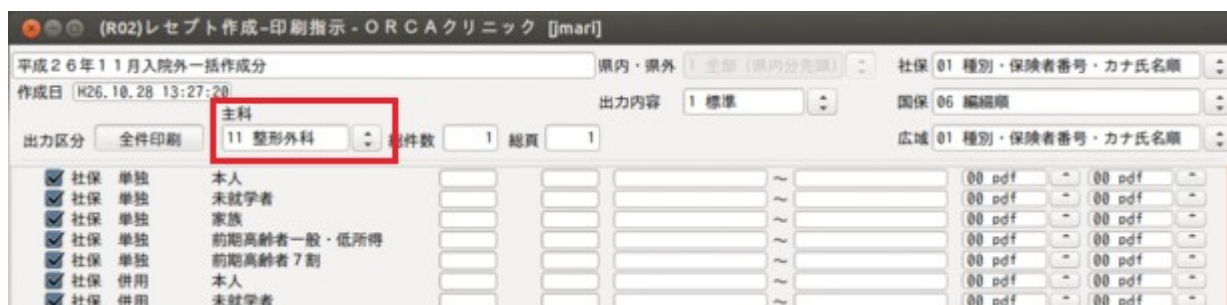 (R02)レセプト作成-印刷指示 - ORCAクリニック [jmari]
平成26年11月入院外一括作成分 県内・県外 1 全部(県内分先頭) 社保 01 種別・保険者番号・カナ氏名順
作成日 H26.10.28 13:27:20 出力内容 1 標準 国保 06 編綴順
主科
出力区分 全件印刷 11 整形外科 総件数 1 総頁 1 広域 01 種別・保険者番号・カナ氏名順
社保 単独 本人 ~ 00 pdf 00 pdf
社保 単独 未就学者 ~ 00 pdf 00 pdf
社保 単独 家族 ~ 00 pdf 00 pdf
社保 単独 前期高齢者一般・低所得 ~ 00 pdf 00 pdf
社保 単独 前期高齢者7割 ~ 00 pdf 00 pdf
社保 併用 本人 ~ 00 pdf 00 pdf
社保 併用 未就学者 ~ 00 pdf 00 pdf